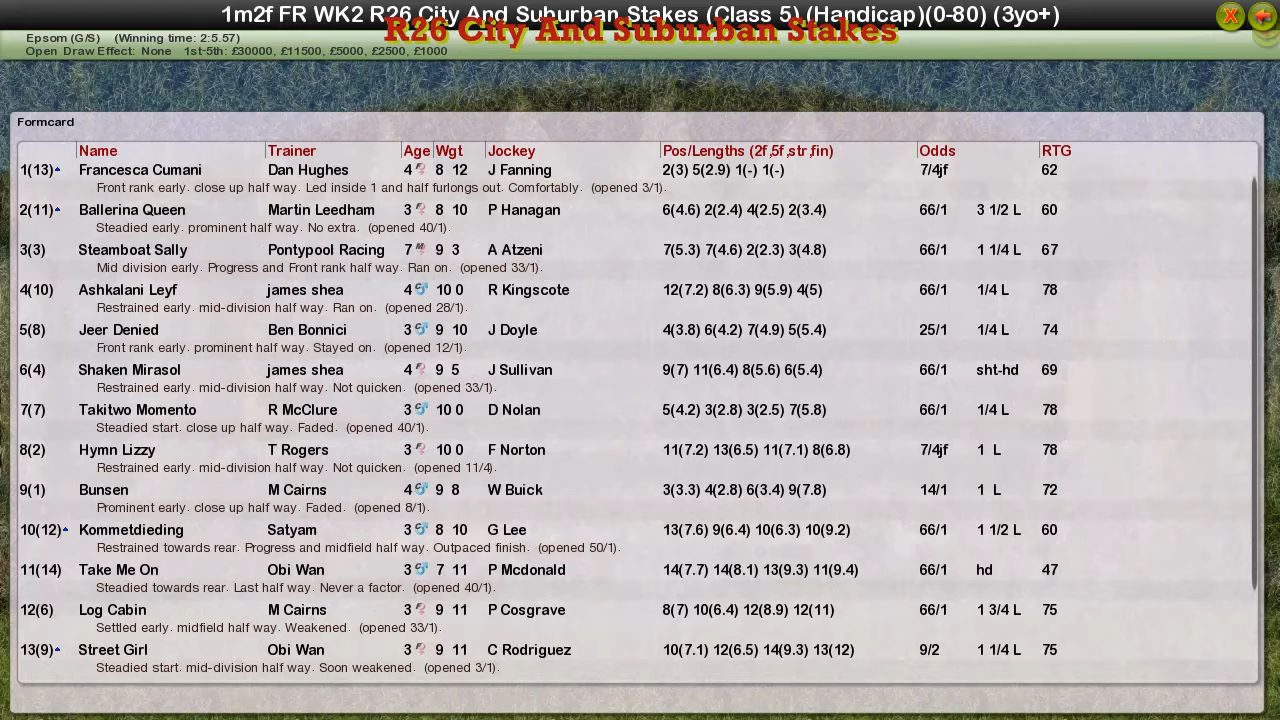 1m2f FR WK2 R26 City And Suburban Stakes (Class 5) (Handicap)(0-80) (3yo+)
R26 City And Suburban Stakes
Epsom (G/S) (Winning time: 2:5.57)
Open Draw Effect: None 1st-5th: £30000, £11500, £5000, £2500, £1000
Formcard
Name Trainer Age Wgt Jockey Pos/Lengths (2f,5f,str,fin) Odds RTG
1(13) Francesca Cumani Dan Hughes 4 8 12 J Fanning 2(3) 5(2.9) 1(-) 1(-) 7/4jf 62
Front rank early. close up half way. Led inside 1 and half furlongs out. Comfortably. (opened 3/1).
2(11) Ballerina Queen Martin Leedham 3 8 10 P Hanagan 6(4.6) 2(2.4) 4(2.5) 2(3.4) 66/1 3 1/2 L 60
Steadied early. prominent half way. No extra. (opened 40/1).
3(3) Steamboat Sally Pontypool Racing 7 9 3 A Atzeni 7(5.3) 7(4.6) 2(2.3) 3(4.8) 66/1 1 1/4 L 67
Mid division early. Progress and Front rank half way. Ran on. (opened 33/1).
4(10) Ashkalani Leyf james shea 4 10 0 R Kingscote 12(7.2) 8(6.3) 9(5.9) 4(5) 66/1 1/4 L 78
Restrained early. mid-division half way. Ran on. (opened 28/1).
5(8) Jeer Denied Ben Bonnici 3 9 10 J Doyle 4(3.8) 6(4.2) 7(4.9) 5(5.4) 25/1 1/4 L 74
Front rank early. prominent half way. Stayed on. (opened 12/1).
6(4) Shaken Mirasol james shea 4 9 5 J Sullivan 9(7) 11(6.4) 8(5.6) 6(5.4) 66/1 sht-hd 69
Restrained early. mid-division half way. Not quicken. (opened 33/1).
7(7) Takitwo Momento R McClure 3 10 0 D Nolan 5(4.2) 3(2.8) 3(2.5) 7(5.8) 66/1 1/4 L 78
Steadied start. close up half way. Faded. (opened 40/1).
8(2) Hymn Lizzy T Rogers 3 10 0 F Norton 11(7.2) 13(6.5) 11(7.1) 8(6.8) 7/4jf 1 L 78
Restrained early. mid-division half way. Not quicken. (opened 11/4).
9(1) Bunsen M Cairns 4 9 8 W Buick 3(3.3) 4(2.8) 6(3.4) 9(7.8) 14/1 1 L 72
Prominent early. close up half way. Faded. (opened 8/1).
10(12) Kommetdieding Satyam 3 8 10 G Lee 13(7.6) 9(6.4) 10(6.3) 10(9.2) 66/1 1 1/2 L 60
Restrained towards rear. Progress and midfield half way. Outpaced finish. (opened 50/1).
11(14) Take Me On Obi Wan 3 7 11 P Mcdonald 14(7.7) 14(8.1) 13(9.3) 11(9.4) 66/1 hd 47
Steadied towards rear. Last half way. Never a factor. (opened 40/1).
12(6) Log Cabin M Cairns 3 9 11 P Cosgrave 8(7) 10(6.4) 12(8.9) 12(11) 66/1 1 3/4 L 75
Settled early. midfield half way. Weakened. (opened 33/1).
13(9) Street Girl Obi Wan 3 9 11 C Rodriguez 10(7.1) 12(6.5) 14(9.3) 13(12) 9/2 1 1/4 L 75
Steadied start. mid-division half way. Soon weakened. (opened 3/1).